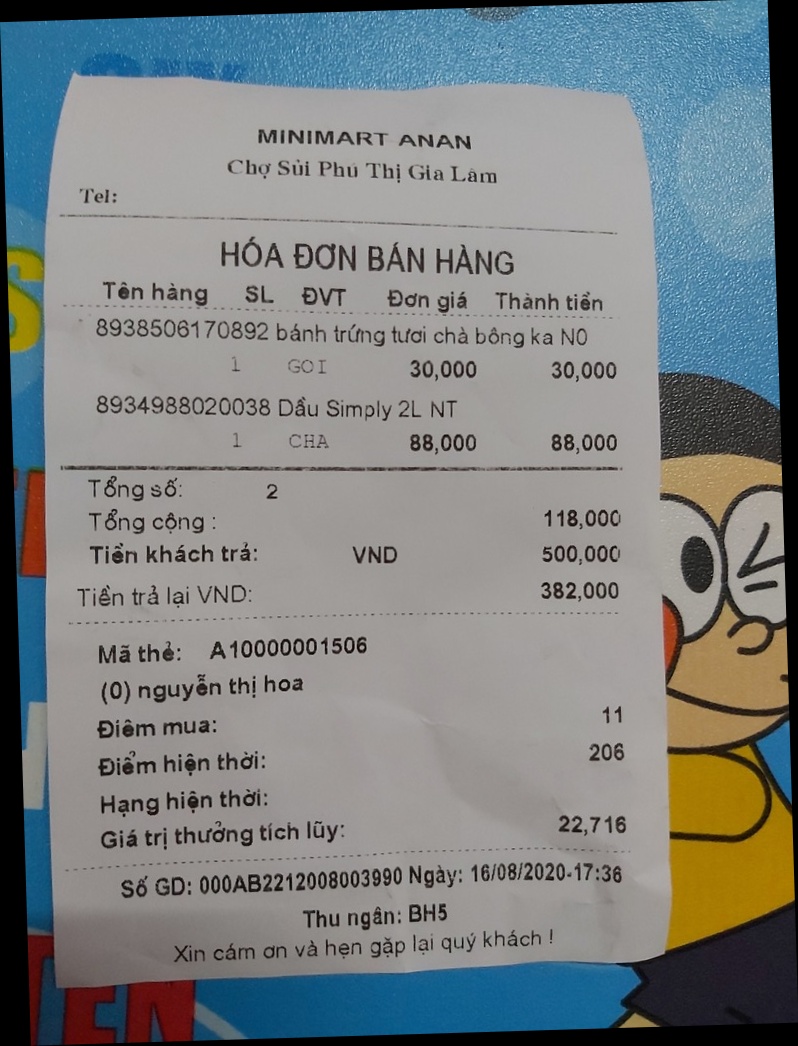 MINIMART ANAN
Chợ Sủi Phú Thị Gia Lâm
Tel:
HÓA ĐƠN BÁN HÀNG
Tên hàng SL ĐVT Đơn giá Thành tiền
8938506170892 bánh trứng tươi chà bông ka N0
1 GOI 30,000 30,000
8934988020038 Dầu Simply 2L NT
1 CHA 88,000 88,000
Tổng số: 2
Tổng cộng : 118,000
Tiền khách trả: VND 500,000
Tiền trả lại VND: 382,000
Mã thẻ: A10000001506
(0) nguyễn thị hoa
Điểm mua: 11
Điểm hiện thời: 206
Hạng hiện thời:
Giá trị thưởng tích lũy: 22,716
Số GD: 000AB2212008003990 Ngày: 16/08/2020-17:36
Thu ngân: BH5
Xin cám ơn và hẹn gặp lại quý khách !
TEN